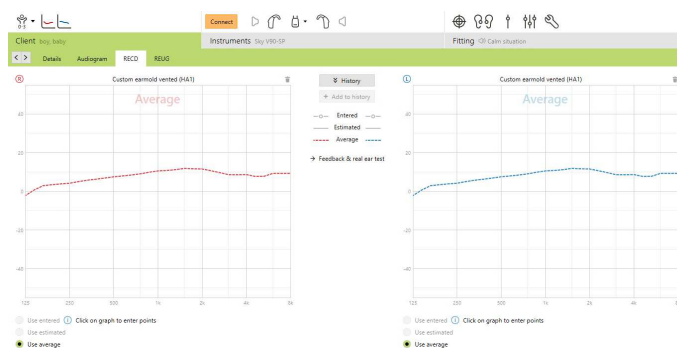 0-3
Connect
Client boy, baby
Instruments Sky V90-SP
Fitting Calm situation
< >
Details Audiogram RECD REUG
R Custom earmold vented (HA1)
Average
40
20
0
-20
-40
125 250 500 1k 2k 4k 8k
Use entered i Click on graph to enter points
Use estimated
Use average
History
+ Add to history
Entered
Estimated
Average
→ Feedback & real ear test
L Custom earmold vented (HA1)
Average
40
20
0
-20
-40
125 250 500 1k 2k 4k
Use entered i Click on graph to enter points
Use estimated
Use average